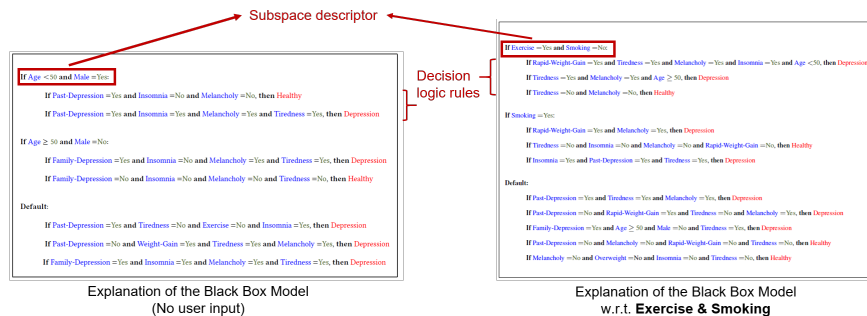 Subspace descriptor
If Age <50 and Male =Yes:
If Past-Depression =Yes and Insomnia =No and Melancholy =No, then Healthy
If Past-Depression =Yes and Insomnia =Yes and Melancholy =Yes and Tiredness =Yes, then Depression
If Age ≥ 50 and Male =No:
If Family-Depression =Yes and Insomnia =No and Melancholy =Yes and Tiredness =Yes, then Depression
If Family-Depression =No and Insomnia =No and Melancholy =No and Tiredness =No, then Healthy
Default:
If Past-Depression =Yes and Tiredness =No and Exercise =No and Insomnia =Yes, then Depression
If Past-Depression =No and Weight-Gain =Yes and Tiredness =Yes and Melancholy =Yes, then Depression
If Family-Depression =Yes and Insomnia =Yes and Melancholy =Yes and Tiredness =Yes, then Depression
Explanation of the Black Box Model
(No user input)
Decision
logic rules
If Exercise =Yes and Smoking =No:
If Rapid-Weight-Gain =Yes and Tiredness =Yes and Melancholy =Yes and Insomnia =Yes and Age <50, then Depression
If Tiredness =Yes and Melancholy =Yes and Age ≥ 50, then Depression
If Tiredness =No and Melancholy =No, then Healthy
If Smoking =Yes:
If Rapid-Weight-Gain =Yes and Melancholy =Yes, then Depression
If Tiredness =No and Insomnia =No and Melancholy =No and Rapid-Weight-Gain =No, then Healthy
If Insomnia =Yes and Past-Depression =Yes and Tiredness =Yes, then Depression
Default:
If Past-Depression =Yes and Tiredness =Yes and Melancholy =Yes, then Depression
If Past-Depression =No and Rapid-Weight-Gain =Yes and Tiredness =No and Melancholy =Yes, then Depression
If Family-Depression =Yes and Age ≥ 50 and Male =No and Tiredness =Yes, then Depression
If Past-Depression =No and Melancholy =No and Rapid-Weight-Gain =No and Tiredness =No, then Healthy
If Melancholy =No and Overweight =No and Insomnia =No and Tiredness =No, then Healthy
Explanation of the Black Box Model
w.r.t. Exercise & Smoking